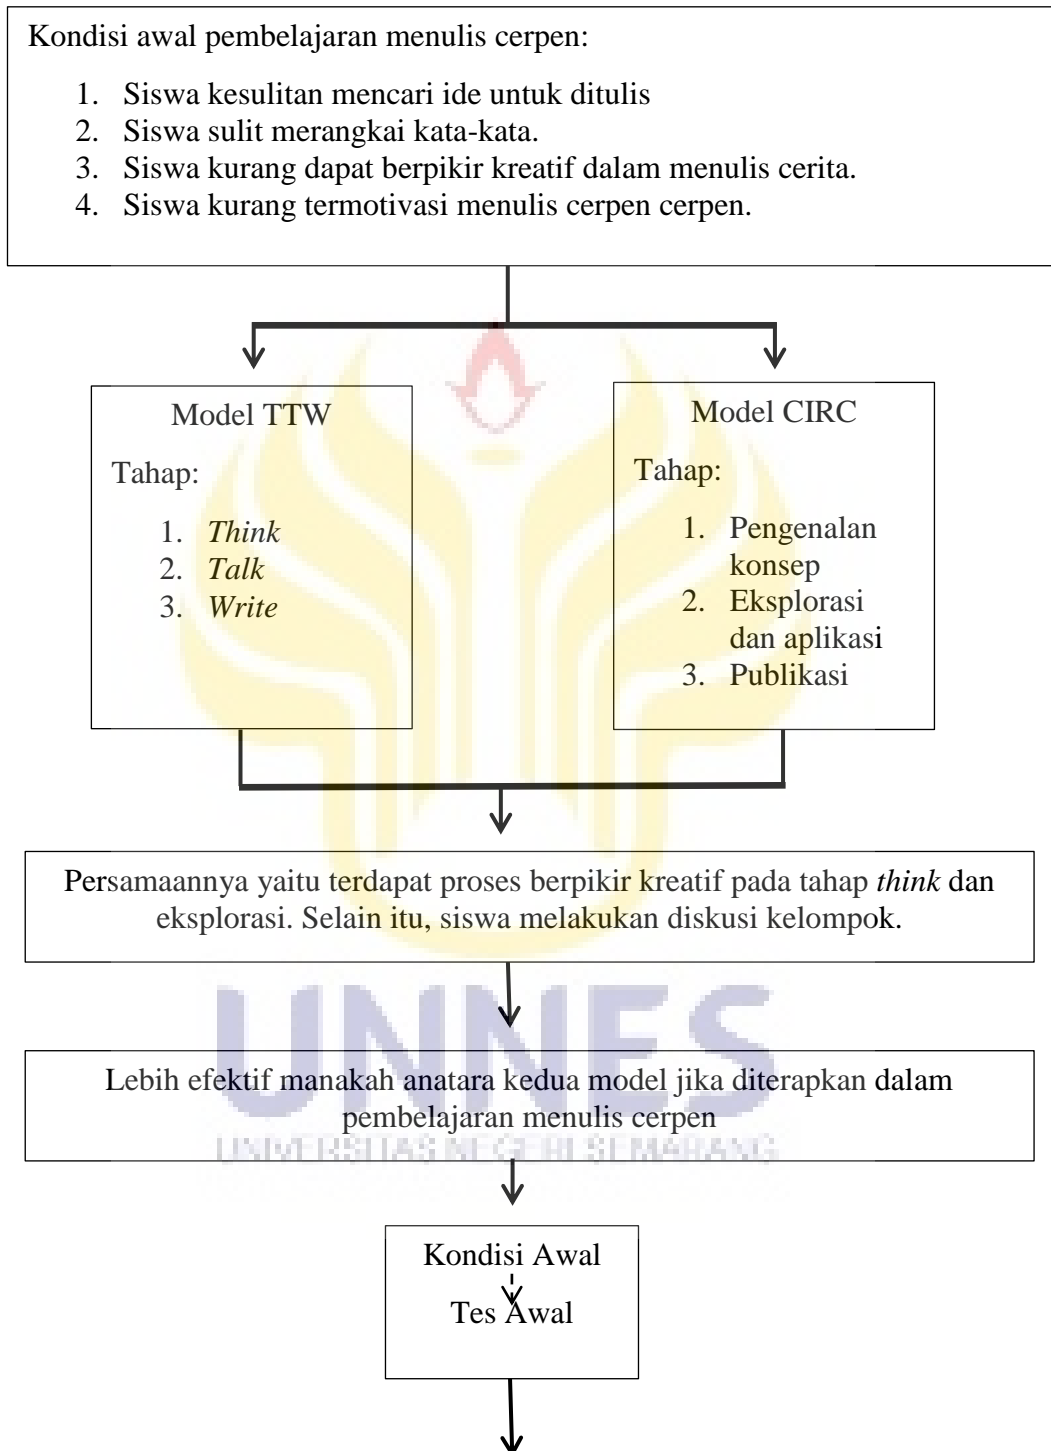 Kondisi awal pembelajaran menulis cerpen:
1. Siswa kesulitan mencari ide untuk ditulis
2. Siswa sulit merangkai kata-kata.
3. Siswa kurang dapat berpikir kreatif dalam menulis cerita.
4. Siswa kurang termotivasi menulis cerpen cerpen.
Model TTW
Tahap:
1. Think
2. Talk
3. Write
Model CIRC
Tahap:
1. Pengenalan
konsep
2. Eksplorasi
dan aplikasi
3. Publikasi
Persamaannya yaitu terdapat proses berpikir kreatif pada tahap think dan
eksplorasi. Selain itu, siswa melakukan diskusi kelompok.
UNNES
Lebih efektif manakah anatara kedua model jika diterapkan dalam
pembelajaran menulis cerpen
UNIVERSITAS NEGERI SEMARANG
Kondisi Awal
Tes Awal